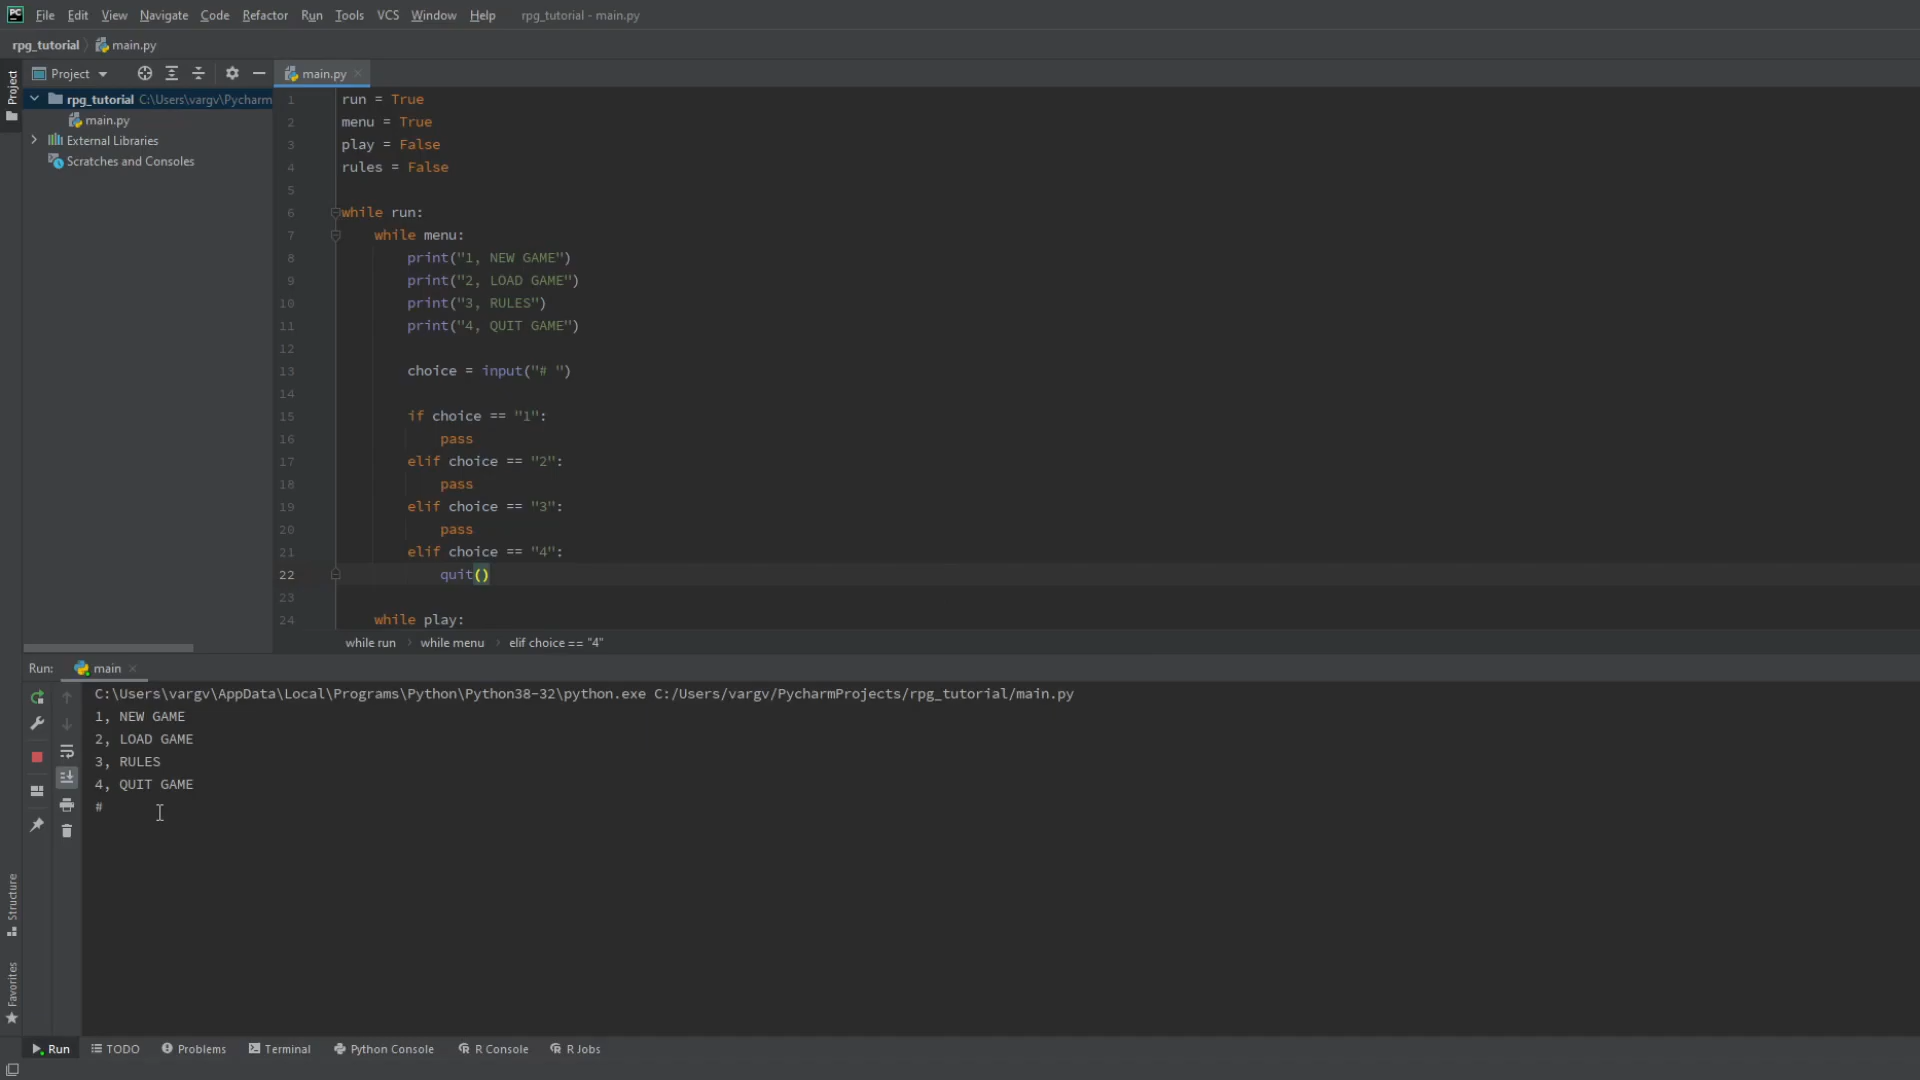 PC File Edit View Navigate Code Refactor Run Tools VCS Window Help rpg_tutorial - main.py
rpg_tutorial main.py
Project main.py
rpg_tutorial C:\Users\vargv\Pycharm
main.py
External Libraries
Scratches and Consoles
Project
1 run = True
2 menu = True
3 play = False
4 rules = False
5
6 while run:
7 while menu:
8 print("1, NEW GAME")
9 print("2, LOAD GAME")
10 print("3, RULES")
11 print("4, QUIT GAME")
12
13 choice = input("# ")
14
15 if choice == "1":
16 pass
17 elif choice == "2":
18 pass
19 elif choice == "3":
20 pass
21 elif choice == "4":
22 quit()
23
24 while play:
while run while menu elif choice == "4"
Run: main
C:\Users\vargv\AppData\Local\Programs\Python\Python38-32\python.exe C:/Users/vargv/PycharmProjects/rpg_tutorial/main.py
1, NEW GAME
2, LOAD GAME
3, RULES
4, QUIT GAME
#
Structure
Favorites
Run TODO Problems Terminal Python Console R Console R Jobs